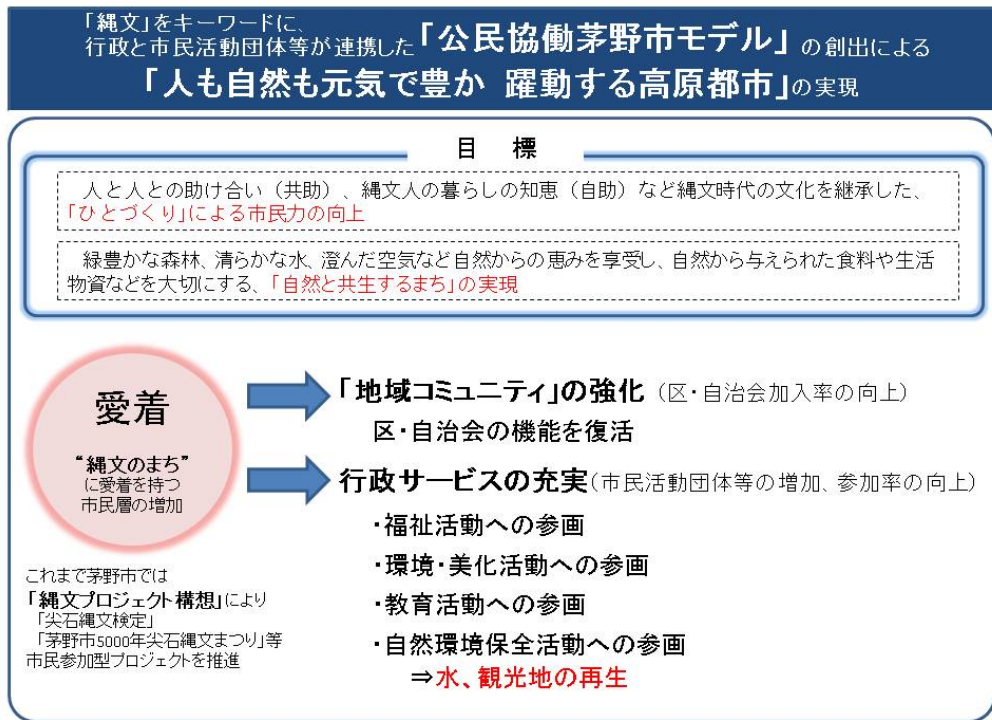 「縄文」をキーワードに、
行政と市民活動団体等が連携した「公民協働茅野市モデル」の創出による
「人も自然も元気で豊か 躍動する高原都市」の実現
目 標
人と人との助け合い（共助）、縄文人の暮らしの知恵（自助）など縄文時代の文化を継承した、
「ひとづくり」による市民力の向上
緑豊かな森林、清らかな水、澄んだ空気など自然からの恵みを享受し、自然から与えられた食料や生活
物資などを大切にする、「自然と共生するまち」の実現
愛着
“縄文のまち”
に愛着を持つ
市民層の増加
「地域コミュニティ」の強化（区・自治会加入率の向上）
区・自治会の機能を復活
行政サービスの充実（市民活動団体等の増加、参加率の向上）
・福祉活動への参画
・環境・美化活動への参画
・教育活動への参画
・自然環境保全活動への参画
⇒水、観光地の再生
これまで茅野市では
「縄文プロジェクト構想」により
「尖石縄文検定」
「茅野市5000年尖石縄文まつり」等
市民参加型プロジェクトを推進